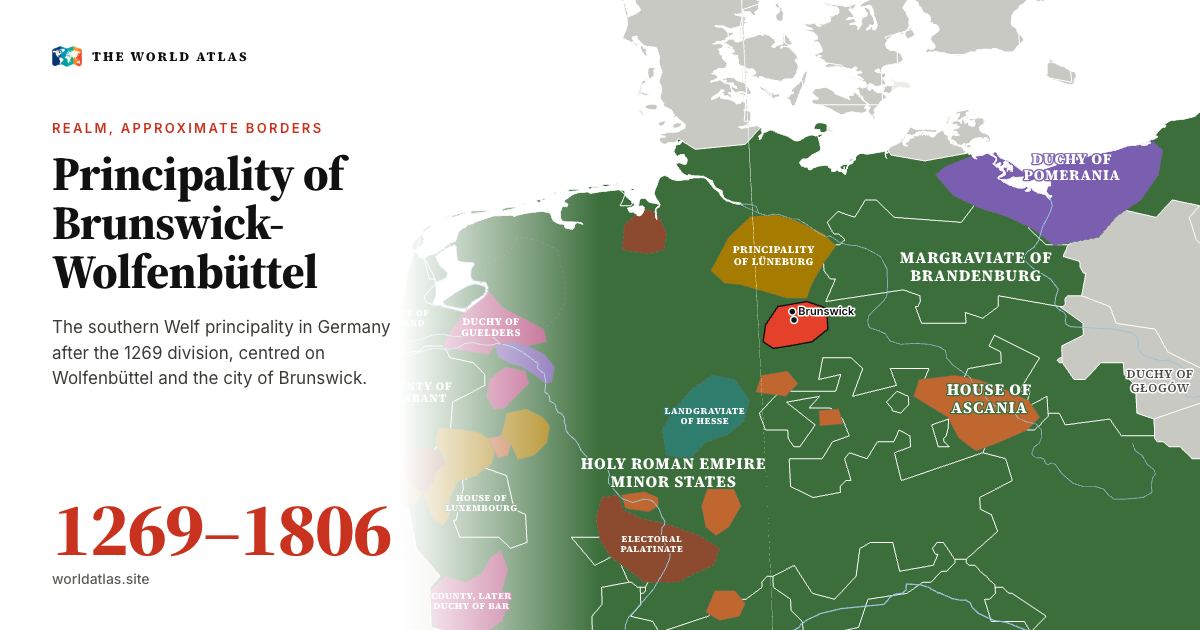 THE WORLD ATLAS
REALM, APPROXIMATE BORDERS
Principality of
Brunswick-
Wolfenbüttel
The southern Welf principality in Germany
after the 1269 division, centred on
Wolfenbüttel and the city of Brunswick.
1269–1806
worldatlas.site
DUCHY OF
POMERANIA
PRINCIPALITY
OF LÜNEBURG
MARGRAVIATE OF
BRANDENBURG
Brunswick
DUCHY OF
GUELDERS
DUCHY OF
GŁOGÓW
HOUSE OF
ASCANIA
LANDGRAVIATE
OF HESSE
HOLY ROMAN EMPIRE
MINOR STATES
HOUSE OF
LUXEMBOURG
ELECTORAL
PALATINATE
COUNTY, LATER
DUCHY OF BAR